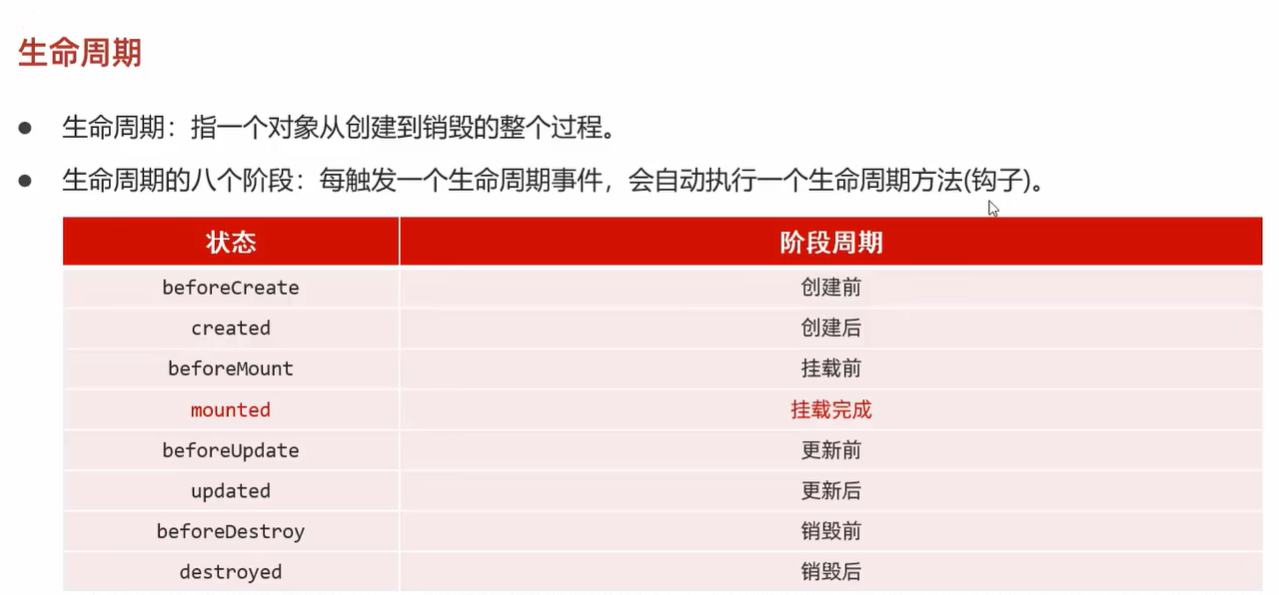 生命周期
● 生命周期：指一个对象从创建到销毁的整个过程。
● 生命周期的八个阶段：每触发一个生命周期事件，会自动执行一个生命周期方法(钩子)。
状态 阶段周期
beforeCreate 创建前
created 创建后
beforeMount 挂载前
mounted 挂载完成
beforeUpdate 更新前
updated 更新后
beforeDestroy 销毁前
destroyed 销毁后